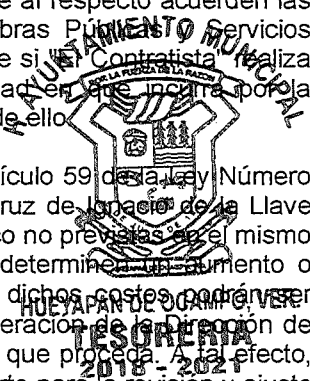 e al respecto acuerden las
bras Públicas y Servicios
H. AYUNTAMIENTO MUNICIPAL
e si "El Contratista" realiza
POR LA FUERZA DE LA RAZON
ad en que incurra por la
de ello
ículo 59 de la Ley Número
ruz de Ignacio de la Llave
o no previstas en el mismo
determinen un aumento o
dichos costos podrán ser
HUEYAPAN DE OCAMPO, VER.
eración de la Dirección de
TESORERIA
que proceda. A tal efecto,
2018 - 2021